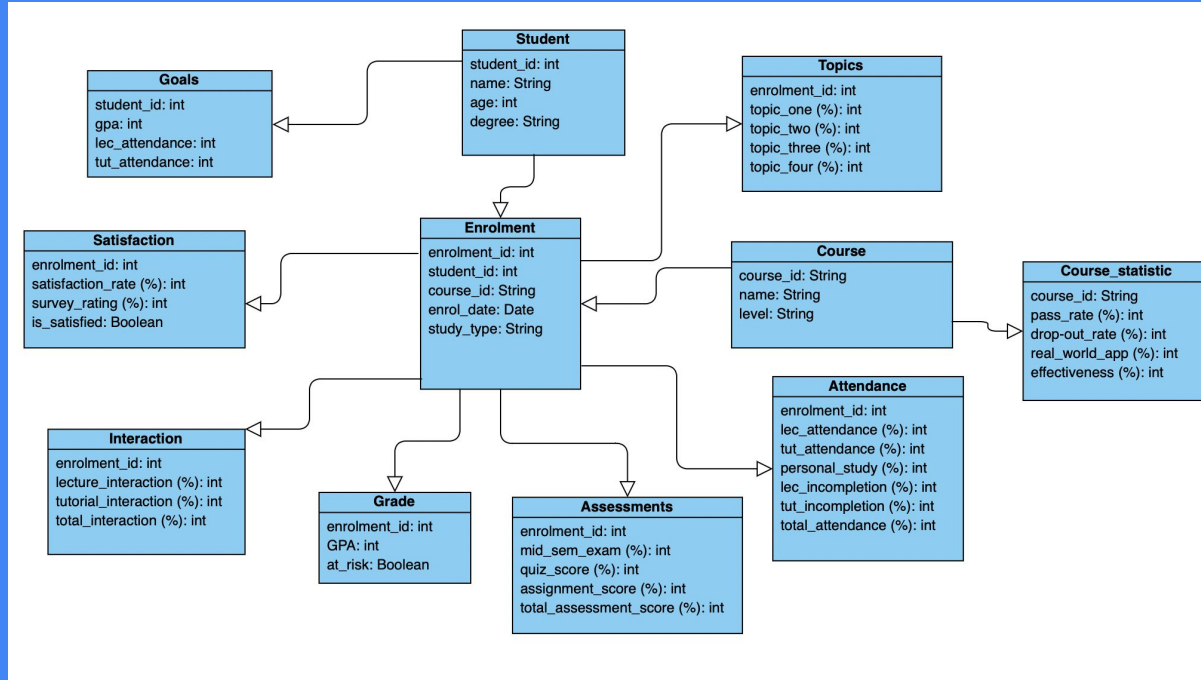 Student
student_id: int
name: String
age: int
degree: String
Goals
student_id: int
gpa: int
lec_attendance: int
tut_attendance: int
Topics
enrolment_id: int
topic_one (%): int
topic_two (%): int
topic_three (%): int
topic_four (%): int
Satisfaction
enrolment_id: int
satisfaction_rate (%): int
survey_rating (%): int
is_satisfied: Boolean
Enrolment
enrolment_id: int
student_id: int
course_id: String
enrol_date: Date
study_type: String
Course
course_id: String
name: String
level: String
Course_statistic
course_id: String
pass_rate (%): int
drop-out_rate (%): int
real_world_app (%): int
effectiveness (%): int
Interaction
enrolment_id: int
lecture_interaction (%): int
tutorial_interaction (%): int
total_interaction (%): int
Grade
enrolment_id: int
GPA: int
at_risk: Boolean
Assessments
enrolment_id: int
mid_sem_exam (%): int
quiz_score (%): int
assignment_score (%): int
total_assessment_score (%): int
Attendance
enrolment_id: int
lec_attendance (%): int
tut_attendance (%): int
personal_study (%): int
lec_incompletion (%): int
tut_incompletion (%): int
total_attendance (%): int